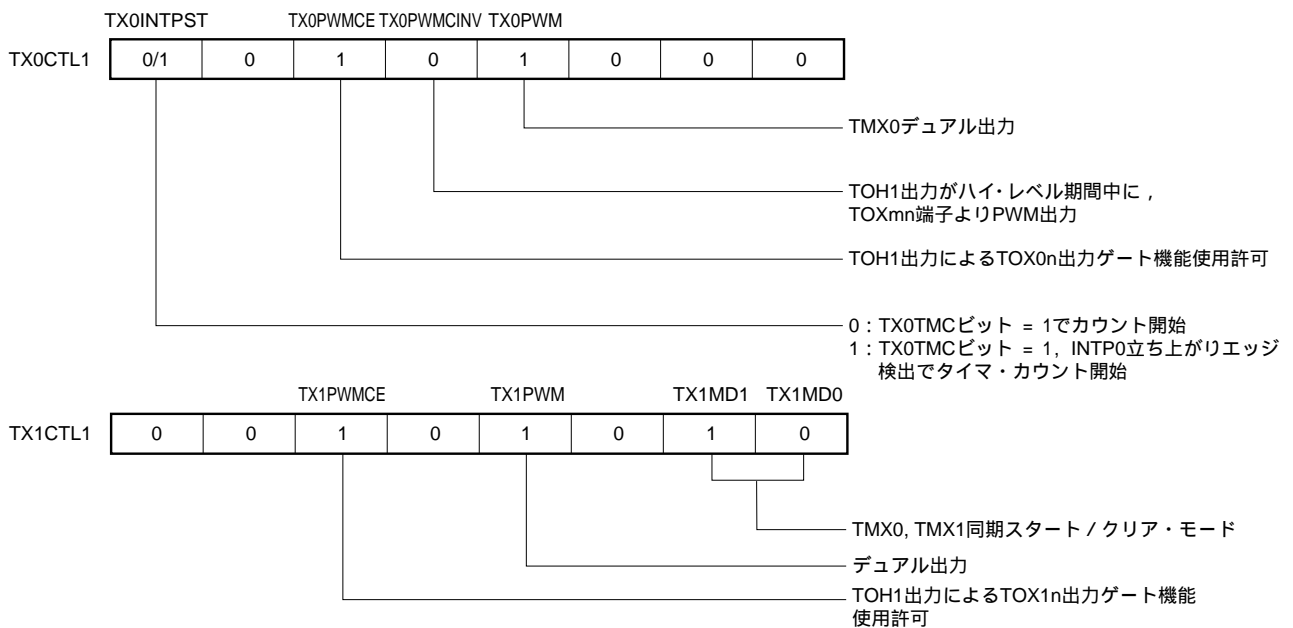 TX0INTPST TX0PWMCE TX0PWMCINV TX0PWM
TX0CTL1 0/1 0 1 0 1 0 0 0
TMX0デュアル出力
TOH1出力がハイ・レベル期間中に，
TOXmn端子よりPWM出力
TOH1出力によるTOX0n出力ゲート機能使用許可
0：TX0TMCビット = 1でカウント開始
1：TX0TMCビット = 1, INTP0立ち上がりエッジ
検出でタイマ・カウント開始
TX1PWMCE TX1PWM TX1MD1 TX1MD0
TX1CTL1 0 0 1 0 1 0 1 0
TMX0, TMX1同期スタート／クリア・モード
デュアル出力
TOH1出力によるTOX1n出力ゲート機能
使用許可